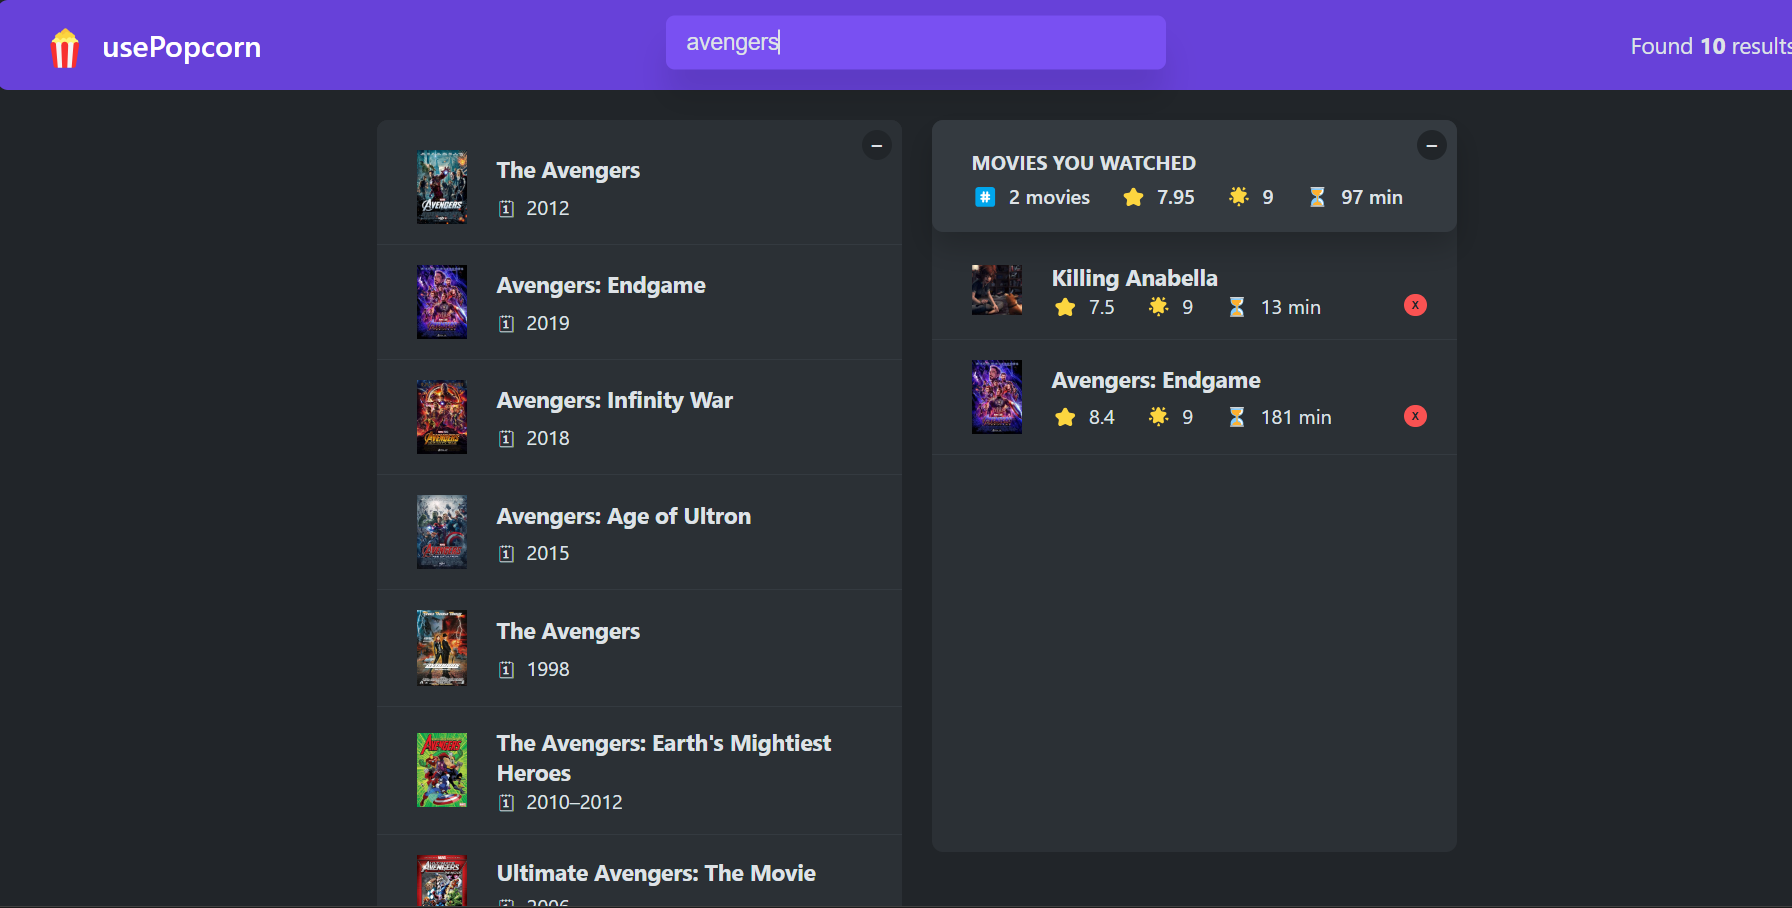 usePopcorn
avengers
Found 10 results
The Avengers
2012
Avengers: Endgame
2019
Avengers: Infinity War
2018
Avengers: Age of Ultron
2015
The Avengers
1998
The Avengers: Earth's Mightiest
Heroes
2010–2012
Ultimate Avengers: The Movie
2006
MOVIES YOU WATCHED
# 2 movies 7.95 9 97 min
Killing Anabella
7.5 9 13 min X
Avengers: Endgame
8.4 9 181 min X